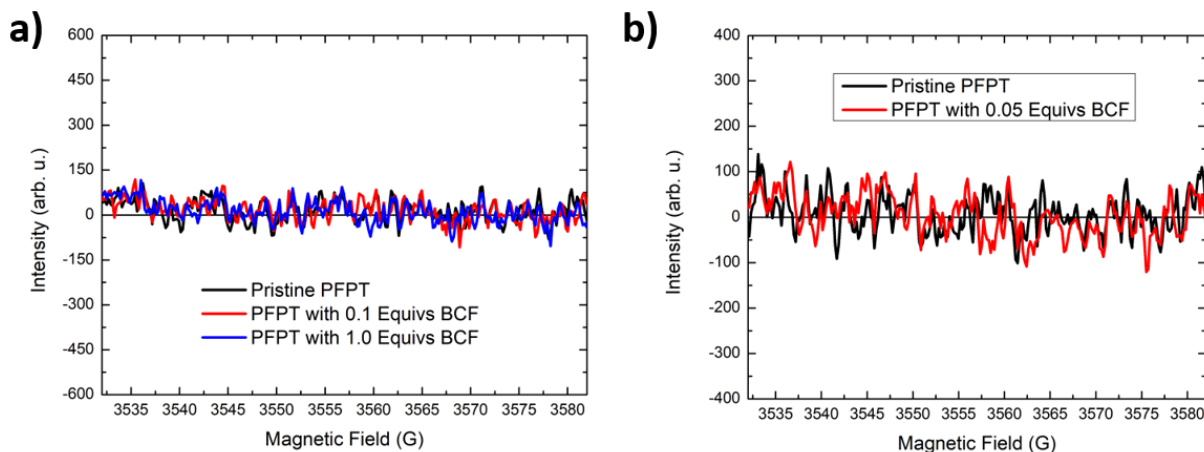 a)
600
450
300
150
0
-150
-300
-450
-600
Intensity (arb. u.)
Pristine PFPT
PFPT with 0.1 Equivs BCF
PFPT with 1.0 Equivs BCF
3535 3540 3545 3550 3555 3560 3565 3570 3575 3580
Magnetic Field (G)
b)
400
300
200
100
0
-100
-200
-300
-400
Intensity (arb. u.)
Pristine PFPT
PFPT with 0.05 Equivs BCF
3535 3540 3545 3550 3555 3560 3565 3570 3575 3580
Magnetic Field (G)